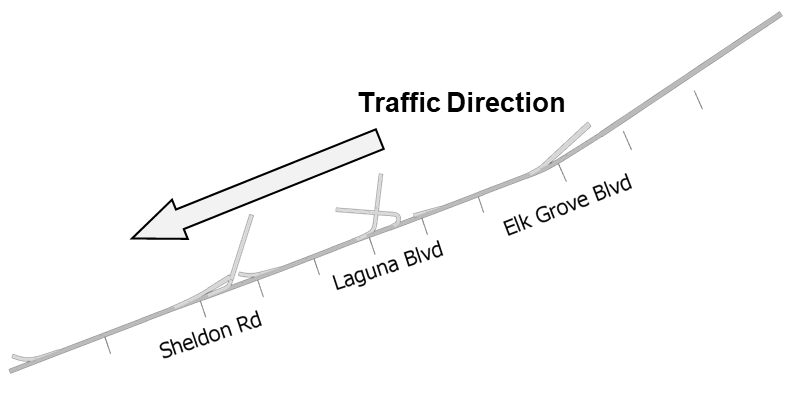 Traffic Direction
Elk Grove Blvd
Laguna Blvd
Sheldon Rd